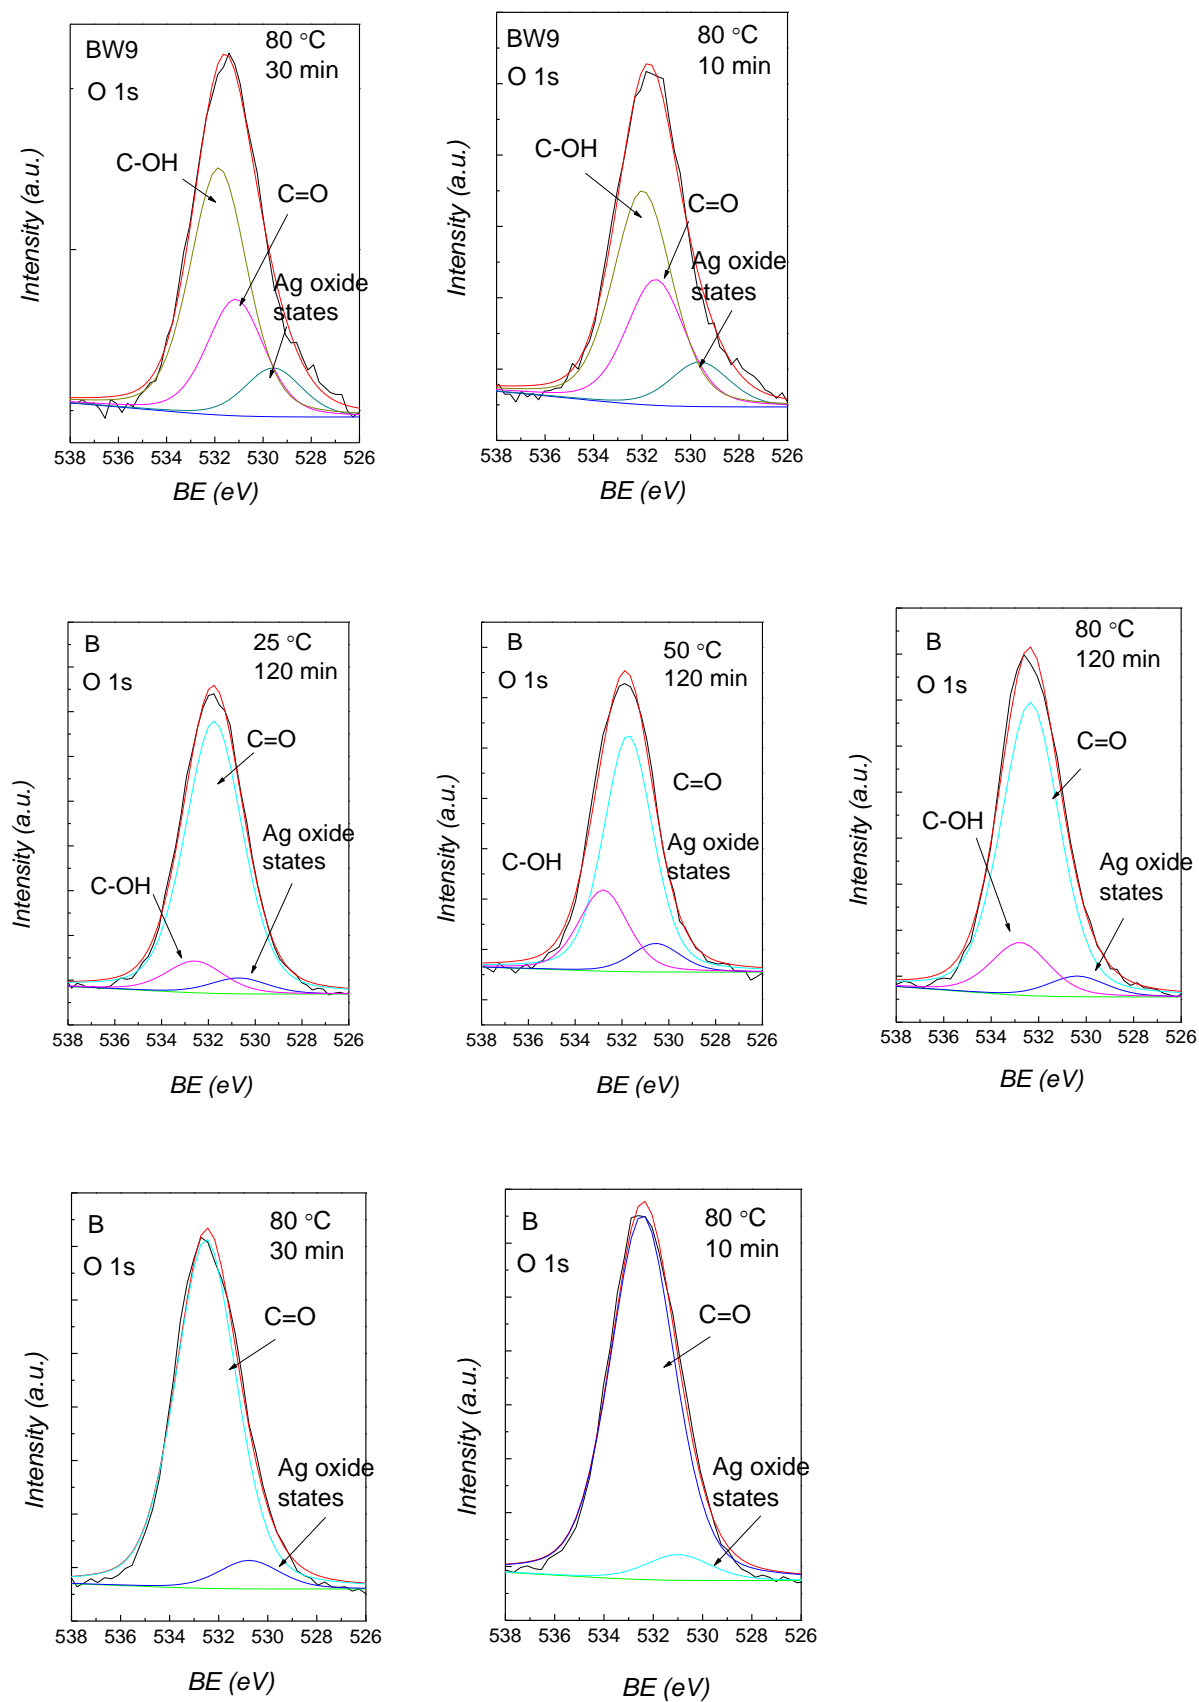 BW9
80 °C
30 min
O 1s
C-OH
C=O
Ag oxide
states
Intensity (a.u.)
538 536 534 532 530 528 526
BE (eV)
BW9
80 °C
10 min
O 1s
C-OH
C=O
Ag oxide
states
Intensity (a.u.)
538 536 534 532 530 528 526
BE (eV)
B
25 °C
120 min
O 1s
C=O
Ag oxide
states
C-OH
Intensity (a.u.)
538 536 534 532 530 528 526
BE (eV)
B
50 °C
120 min
O 1s
C=O
Ag oxide
states
C-OH
Intensity (a.u.)
538 536 534 532 530 528 526
BE (eV)
B
80 °C
120 min
O 1s
C=O
C-OH
Ag oxide
states
Intensity (a.u.)
538 536 534 532 530 528 526
BE (eV)
B
80 °C
30 min
O 1s
C=O
Ag oxide
states
Intensity (a.u.)
538 536 534 532 530 528 526
BE (eV)
B
80 °C
10 min
O 1s
C=O
Ag oxide
states
Intensity (a.u.)
538 536 534 532 530 528 526
BE (eV)